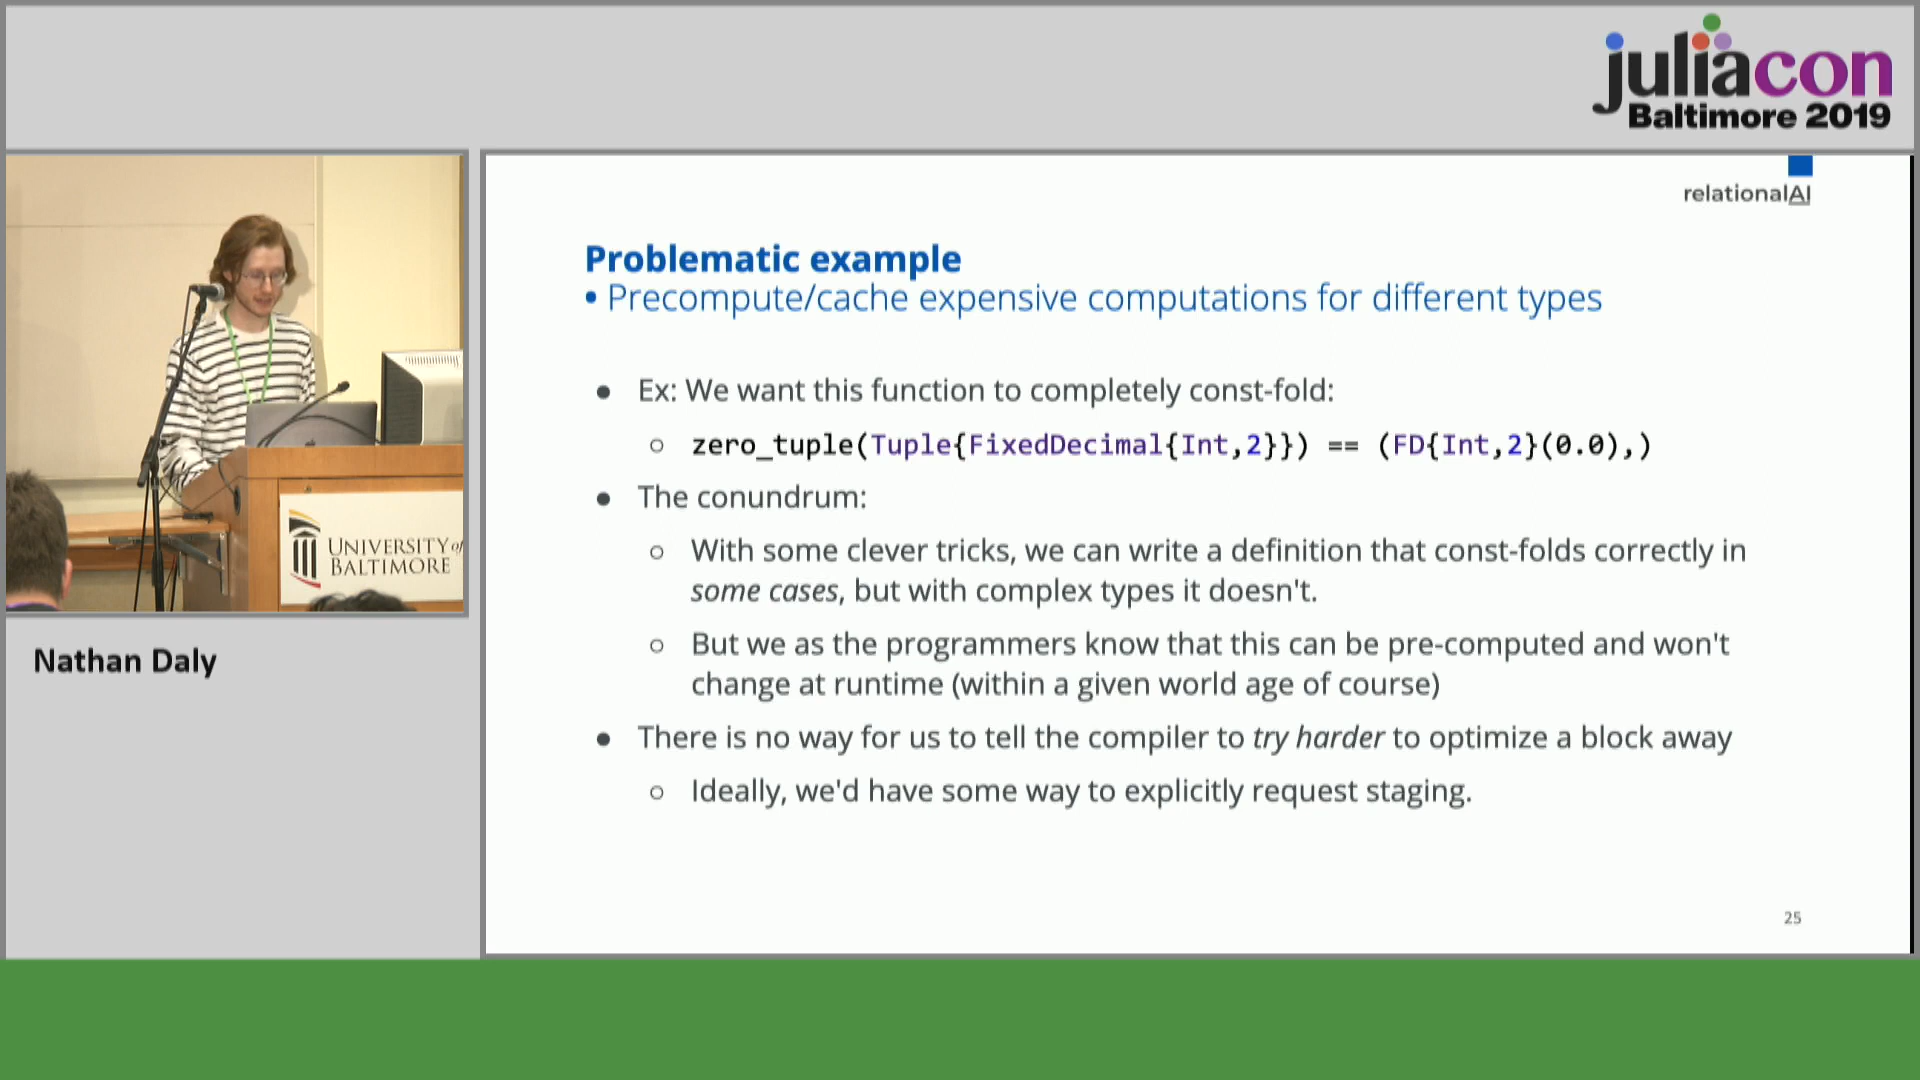 juliacon
Baltimore 2019
relationalAI
Problematic example
• Precompute/cache expensive computations for different types
● Ex: We want this function to completely const-fold:
○ zero_tuple(Tuple{FixedDecimal{Int,2}}) == (FD{Int,2}(0.0),)
● The conundrum:
○ With some clever tricks, we can write a definition that const-folds correctly in
some cases, but with complex types it doesn't.
○ But we as the programmers know that this can be pre-computed and won't
change at runtime (within a given world age of course)
● There is no way for us to tell the compiler to try harder to optimize a block away
○ Ideally, we'd have some way to explicitly request staging.
25
UNIVERSITY of
BALTIMORE
Nathan Daly